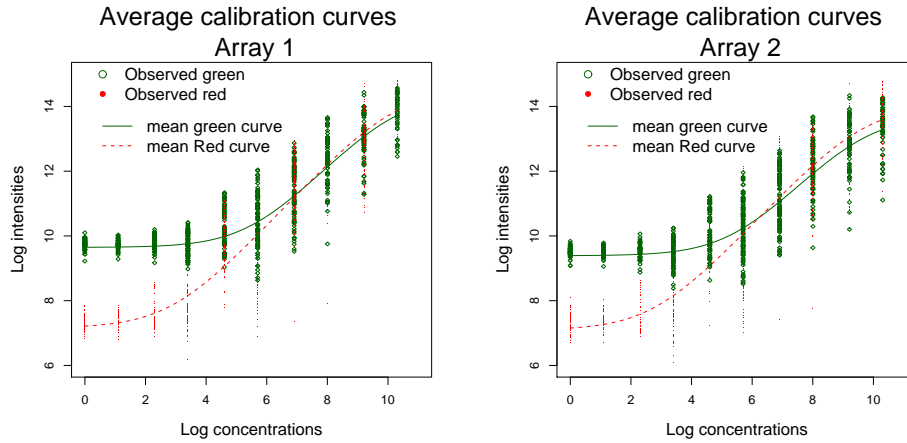 Average calibration curves
Array 1
Observed green
Observed red
mean green curve
mean Red curve
Log intensities
14
12
10
8
6
0 2 4 6 8 10
Log concentrations
Average calibration curves
Array 2
Observed green
Observed red
mean green curve
mean Red curve
Log intensities
14
12
10
8
6
0 2 4 6 8 10
Log concentrations